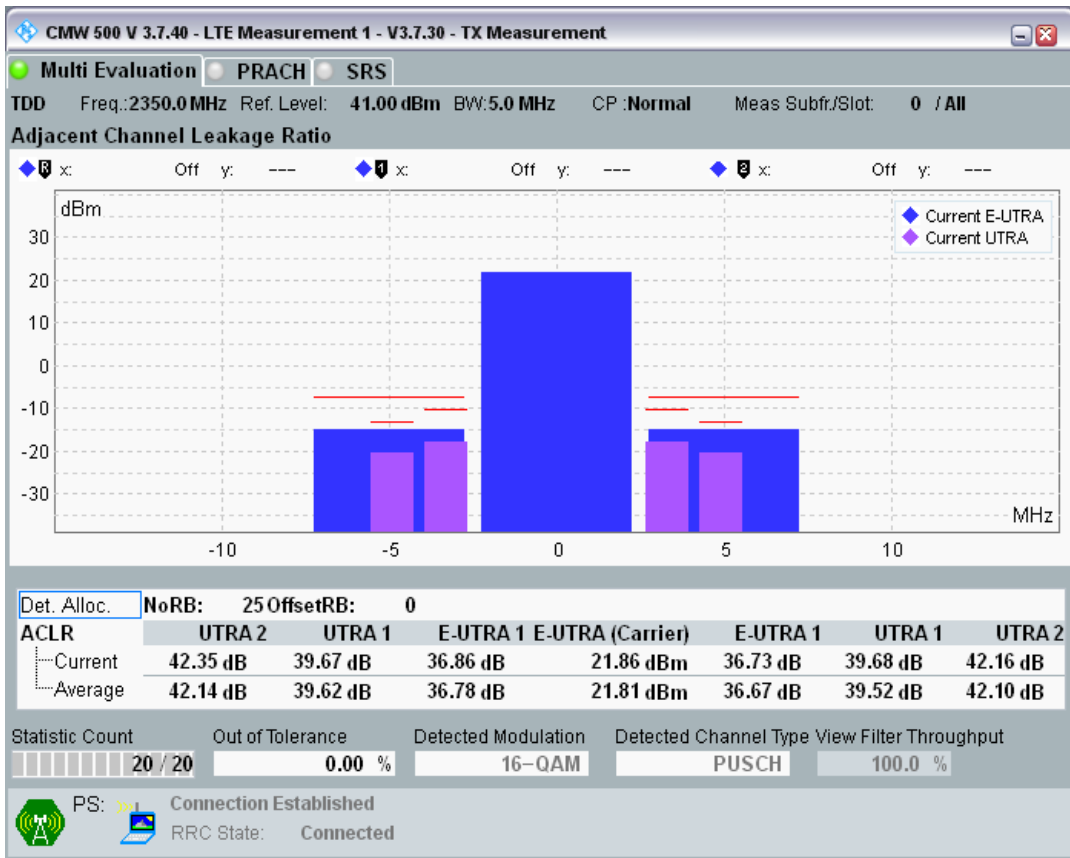 CMW 500 V 3.7.40 - LTE Measurement 1 - V3.7.30 - TX Measurement
Multi Evaluation PRACH SRS
TDD Freq.:2350.0 MHz Ref. Level: 41.00 dBm BW:5.0 MHz CP :Normal Meas Subfr./Slot: 0 / All
Adjacent Channel Leakage Ratio
R x: Off y: --- 1 x: Off y: --- 2 x: Off y: ---
dBm
Current E-UTRA
Current UTRA
30
20
10
0
-10
-20
-30
MHz
-10 -5 0 5 10
Det. Alloc. NoRB: 25 OffsetRB: 0
ACLR UTRA 2 UTRA 1 E-UTRA 1 E-UTRA (Carrier) E-UTRA 1 UTRA 1 UTRA 2
Current 42.35 dB 39.67 dB 36.86 dB 21.86 dBm 36.73 dB 39.68 dB 42.16 dB
Average 42.14 dB 39.62 dB 36.78 dB 21.81 dBm 36.67 dB 39.52 dB 42.10 dB
Statistic Count Out of Tolerance Detected Modulation Detected Channel Type View Filter Throughput
20 / 20 0.00 % 16-QAM PUSCH 100.0 %
PS: Connection Established
RRC State: Connected